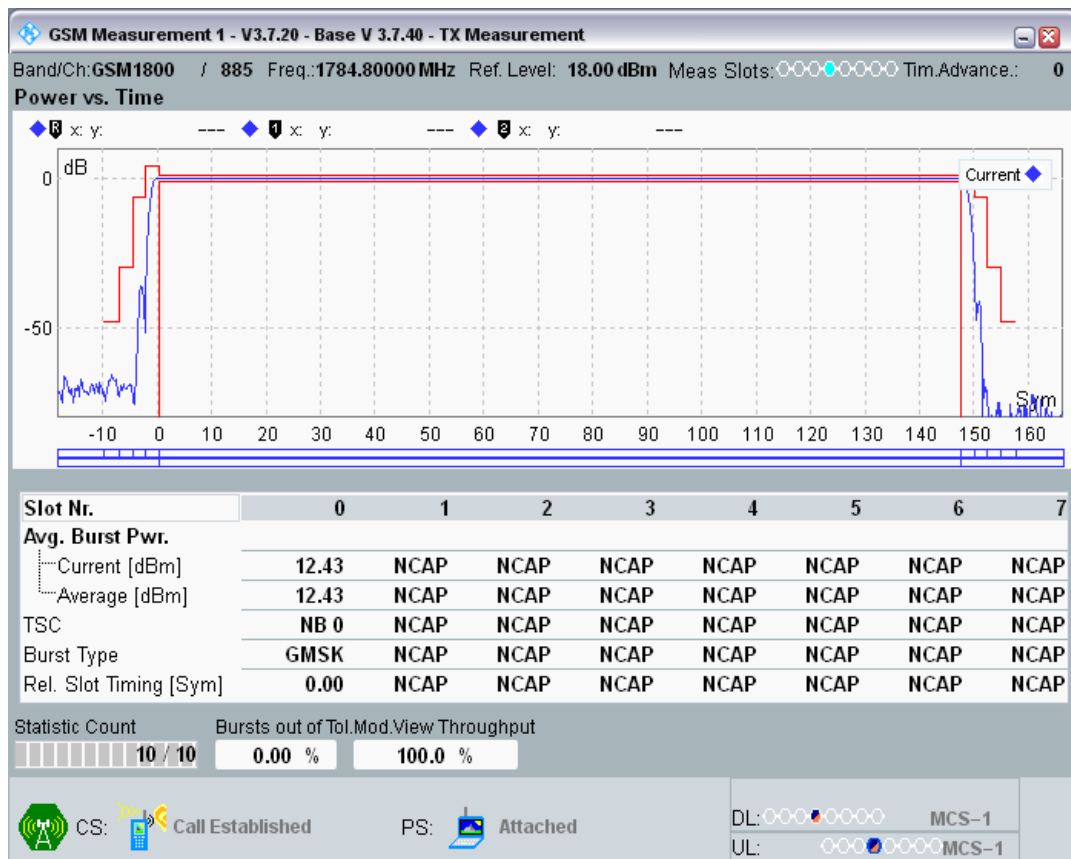 GSM Measurement 1 - V3.7.20 - Base V 3.7.40 - TX Measurement
Band/Ch:GSM1800 / 885 Freq.:1784.80000 MHz Ref. Level: 18.00 dBm Meas Slots: Tim.Advance.: 0
Power vs. Time
R x: y: --- 1 x: y: --- 2 x: y: ---
dB
Current
0
-50
Sym
-10 0 10 20 30 40 50 60 70 80 90 100 110 120 130 140 150 160
Slot Nr. 0 1 2 3 4 5 6 7
Avg. Burst Pwr.
Current [dBm] 12.43 NCAP NCAP NCAP NCAP NCAP NCAP NCAP
Average [dBm] 12.43 NCAP NCAP NCAP NCAP NCAP NCAP NCAP
TSC NB 0 NCAP NCAP NCAP NCAP NCAP NCAP NCAP
Burst Type GMSK NCAP NCAP NCAP NCAP NCAP NCAP NCAP
Rel. Slot Timing [Sym] 0.00 NCAP NCAP NCAP NCAP NCAP NCAP NCAP
Statistic Count Bursts out of Tol.Mod.View Throughput
10 / 10 0.00 % 100.0 %
CS: Call Established PS: Attached
DL: MCS-1
UL: MCS-1